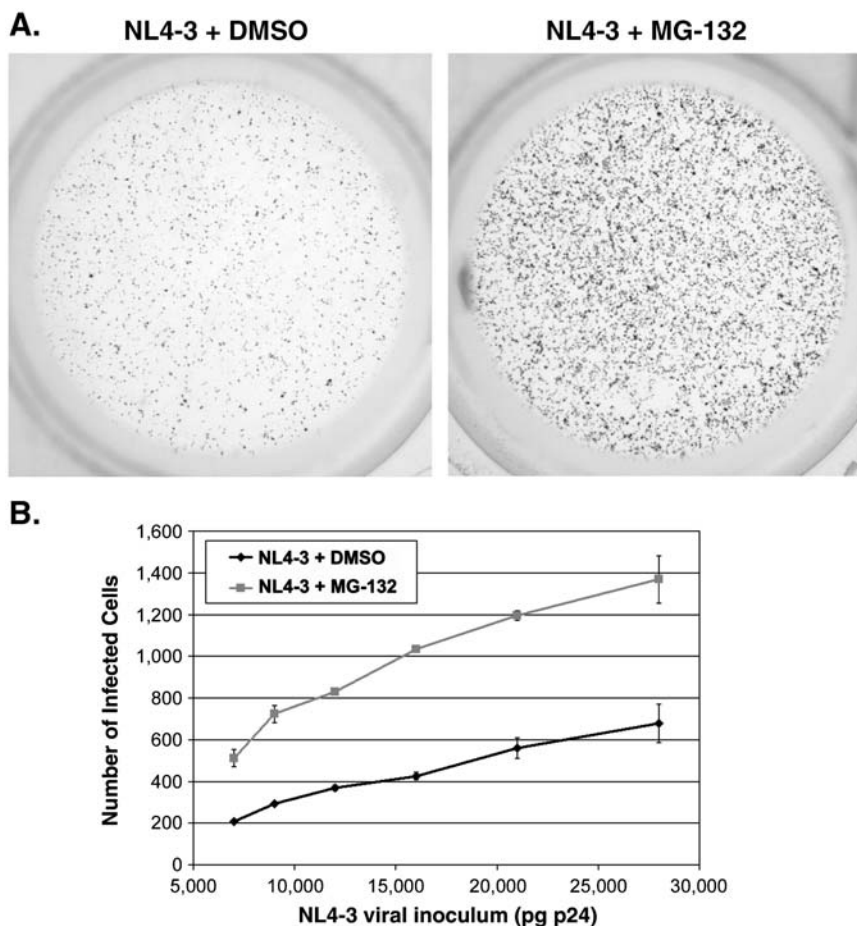 A.
NL4-3 + DMSO
NL4-3 + MG-132
B.
1,600
1,400
1,200
1,000
800
600
400
200
0
NL4-3 + DMSO
NL4-3 + MG-132
Number of Infected Cells
5,000 10,000 15,000 20,000 25,000 30,000
NL4-3 viral inoculum (pg p24)